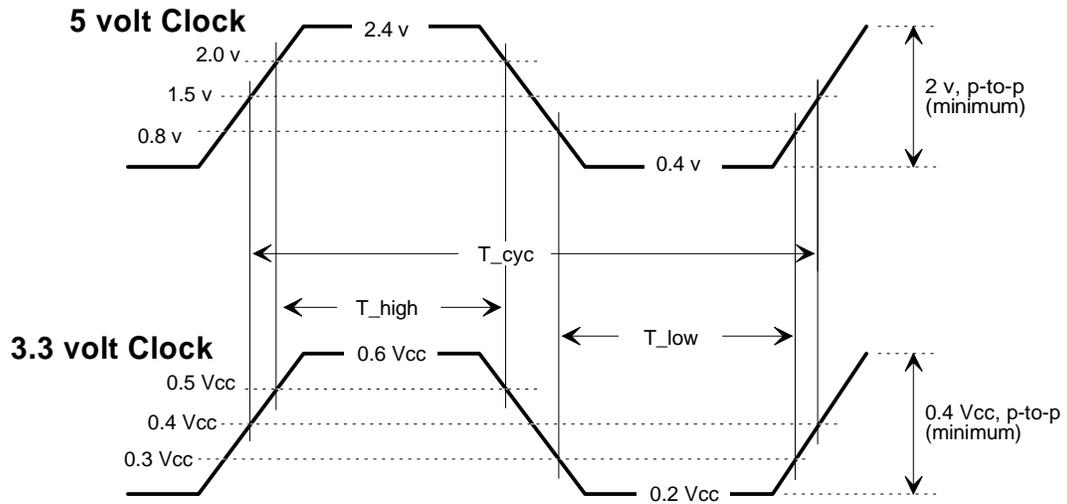 5 volt Clock
2.4 v
2.0 v
1.5 v
0.8 v
0.4 v
2 v, p-to-p
(minimum)
T_cyc
T_high
T_low
3.3 volt Clock
0.6 Vcc
0.5 Vcc
0.4 Vcc
0.3 Vcc
0.2 Vcc
0.4 Vcc, p-to-p
(minimum)